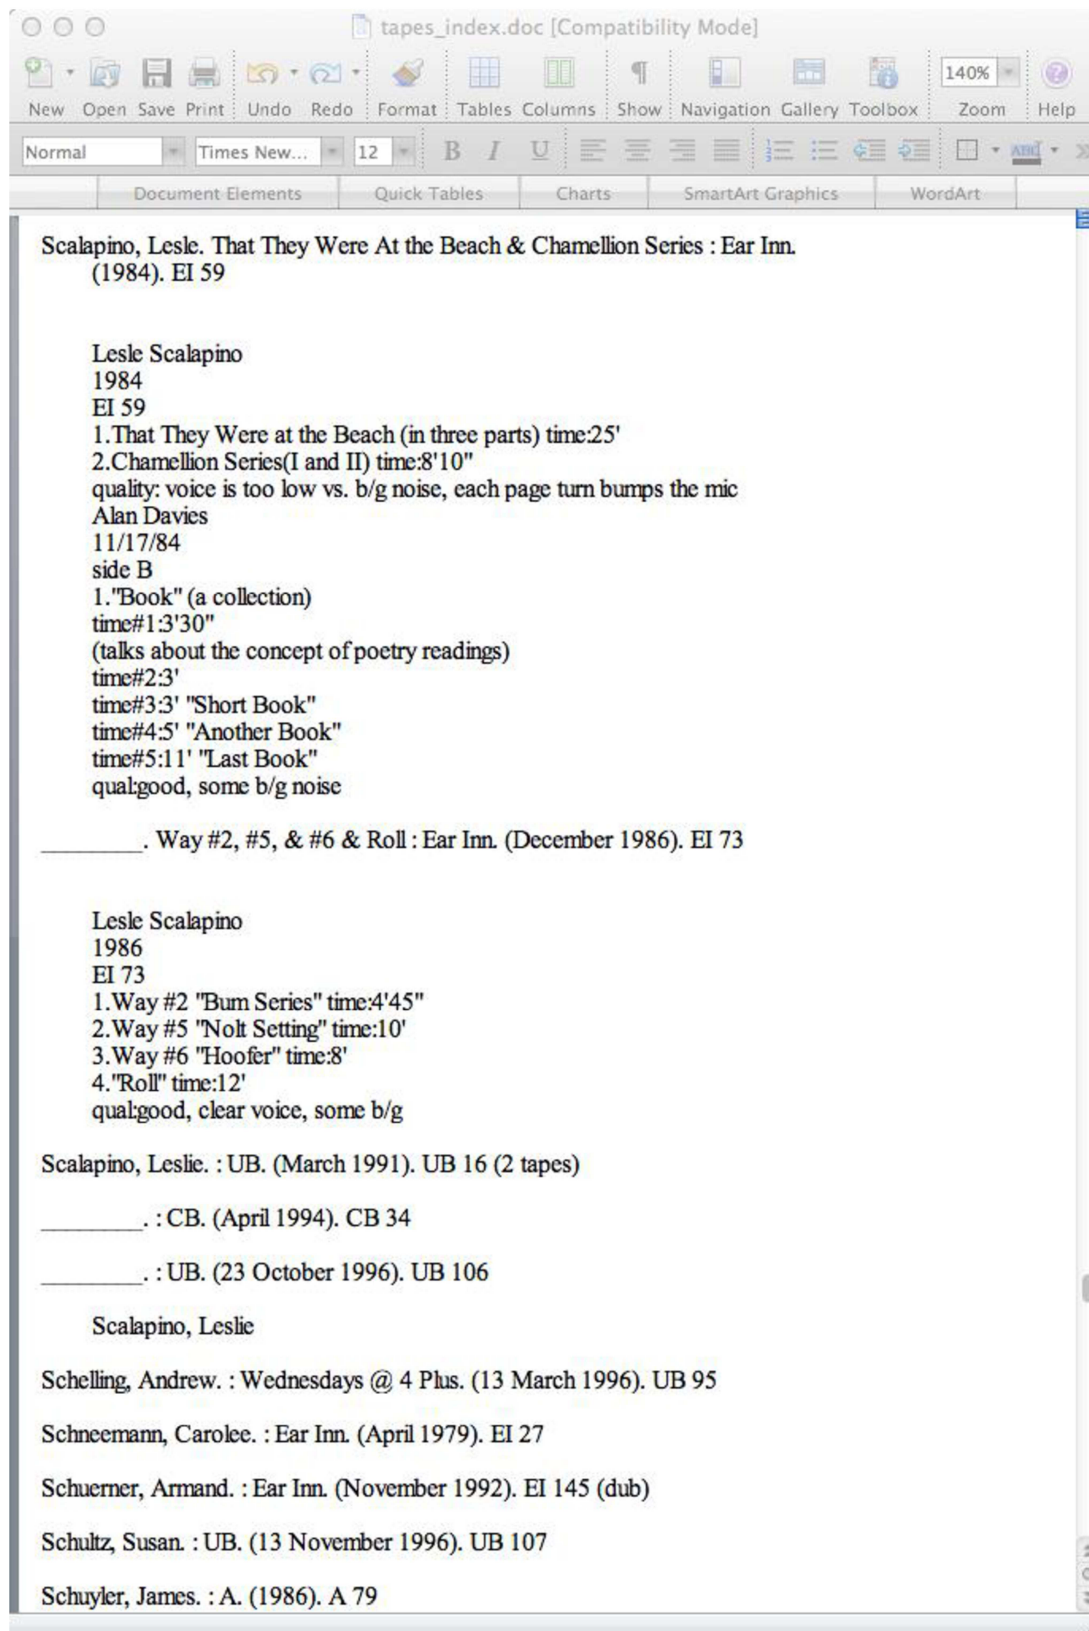 tapes_index.doc [Compatibility Mode]
New Open Save Print Undo Redo Format Tables Columns Show Navigation Gallery Toolbox Zoom Help
140%
Normal Times New... 12 B I U ABC
Document Elements Quick Tables Charts SmartArt Graphics WordArt
Scalapino, Lesle. That They Were At the Beach & Chamellion Series : Ear Inn.
(1984). EI 59
Lesle Scalapino
1984
EI 59
1.That They Were at the Beach (in three parts) time:25'
2.Chamellion Series(I and II) time:8'10"
quality: voice is too low vs. b/g noise, each page turn bumps the mic
Alan Davies
11/17/84
side B
1."Book" (a collection)
time#1:3'30"
(talks about the concept of poetry readings)
time#2:3'
time#3:3' "Short Book"
time#4:5' "Another Book"
time#5:11' "Last Book"
qual:good, some b/g noise
________. Way #2, #5, & #6 & Roll : Ear Inn. (December 1986). EI 73
Lesle Scalapino
1986
EI 73
1.Way #2 "Bum Series" time:4'45"
2.Way #5 "Nolt Setting" time:10'
3.Way #6 "Hoofer" time:8'
4."Roll" time:12'
qual:good, clear voice, some b/g
Scalapino, Leslie. : UB. (March 1991). UB 16 (2 tapes)
________. : CB. (April 1994). CB 34
________. : UB. (23 October 1996). UB 106
Scalapino, Leslie
Schelling, Andrew. : Wednesdays @ 4 Plus. (13 March 1996). UB 95
Schneemann, Carolee. : Ear Inn. (April 1979). EI 27
Schuerner, Armand. : Ear Inn. (November 1992). EI 145 (dub)
Schultz, Susan. : UB. (13 November 1996). UB 107
Schuyler, James. : A. (1986). A 79